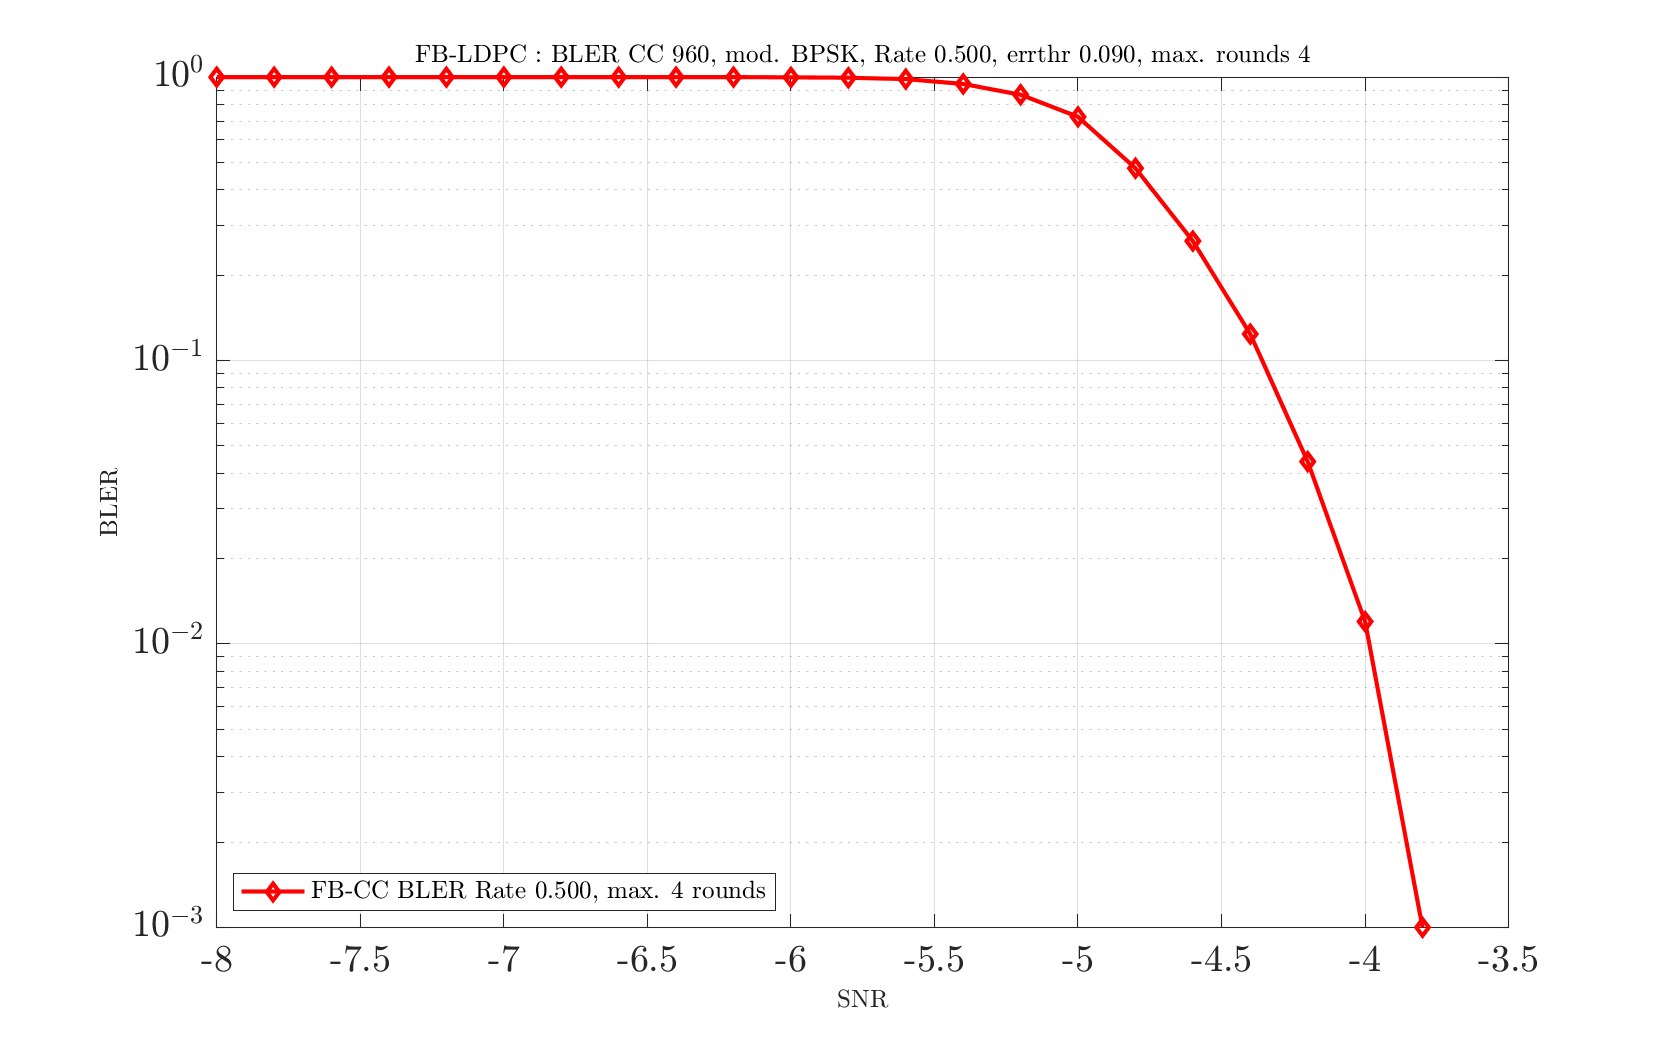 FB-LDPC : BLER CC 960, mod. BPSK, Rate 0.500, errthr 0.090, max. rounds 4
10^0
10^-1
10^-2
10^-3
BLER
FB-CC BLER Rate 0.500, max. 4 rounds
-8 -7.5 -7 -6.5 -6 -5.5 -5 -4.5 -4 -3.5
SNR